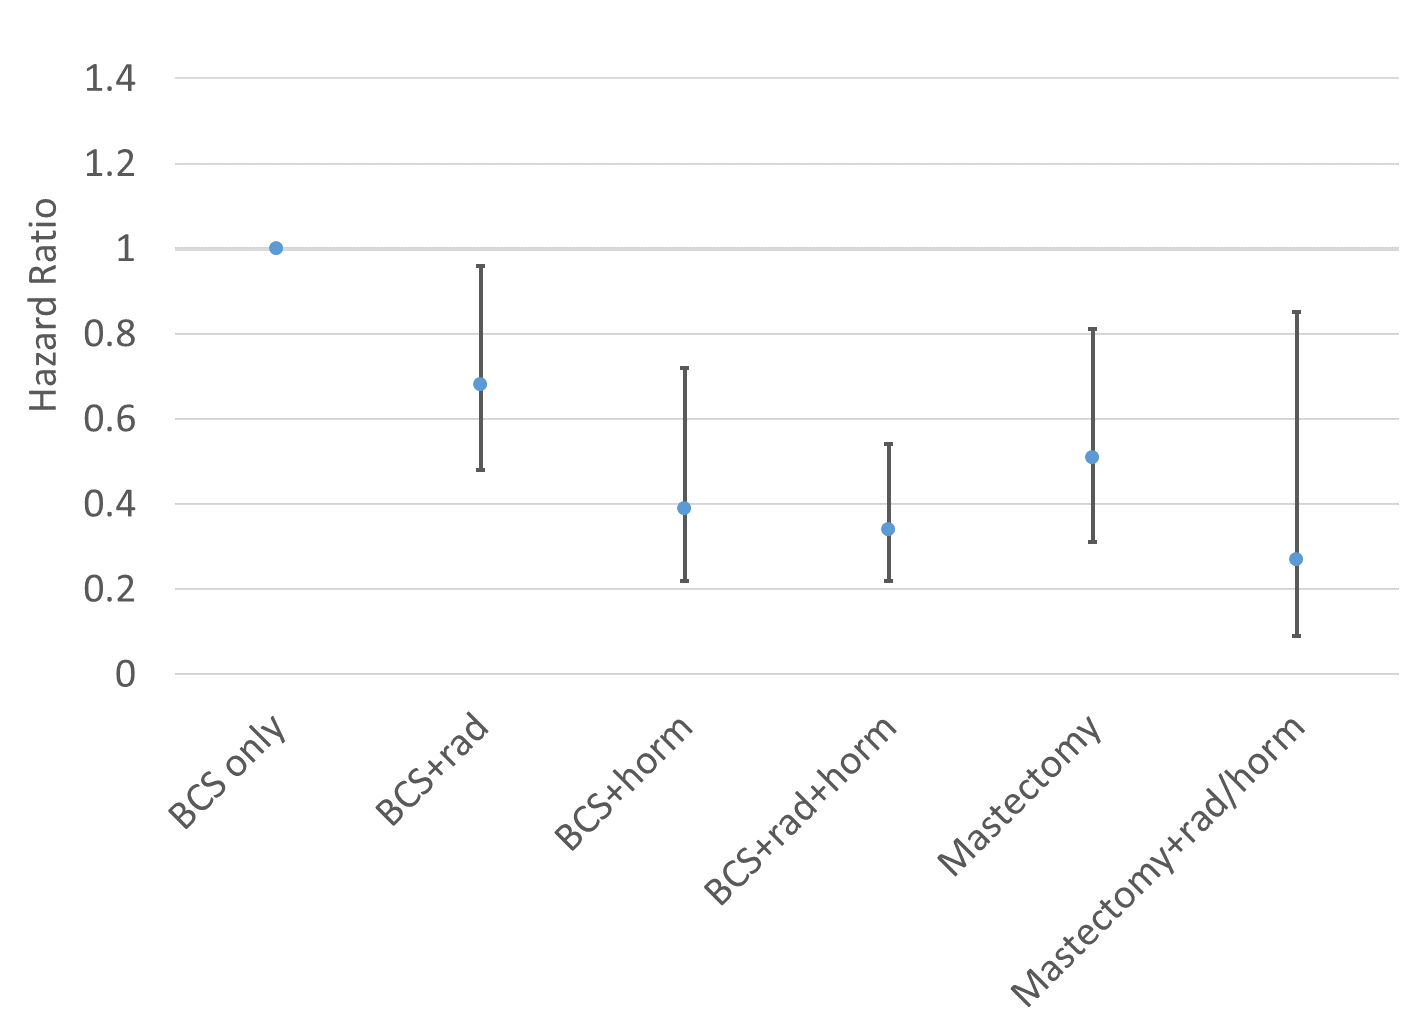 1.4
1.2
1
0.8
0.6
0.4
0.2
0
Hazard Ratio
BCS only
BCS+rad
BCS+horm
BCS+rad+horm
Mastectomy
Mastectomy+rad/horm